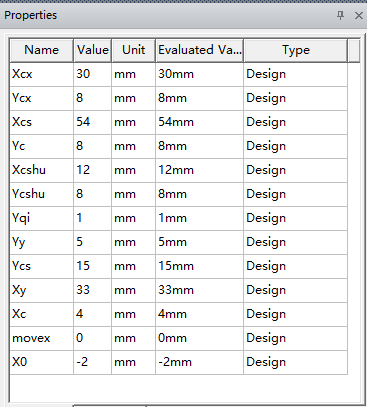 Properties
Name Value Unit Evaluated Va... Type
Xcx 30 mm 30mm Design
Ycx 8 mm 8mm Design
Xcs 54 mm 54mm Design
Yc 8 mm 8mm Design
Xcshu 12 mm 12mm Design
Ycshu 8 mm 8mm Design
Yqi 1 mm 1mm Design
Yy 5 mm 5mm Design
Ycs 15 mm 15mm Design
Xy 33 mm 33mm Design
Xc 4 mm 4mm Design
movex 0 mm 0mm Design
X0 -2 mm -2mm Design